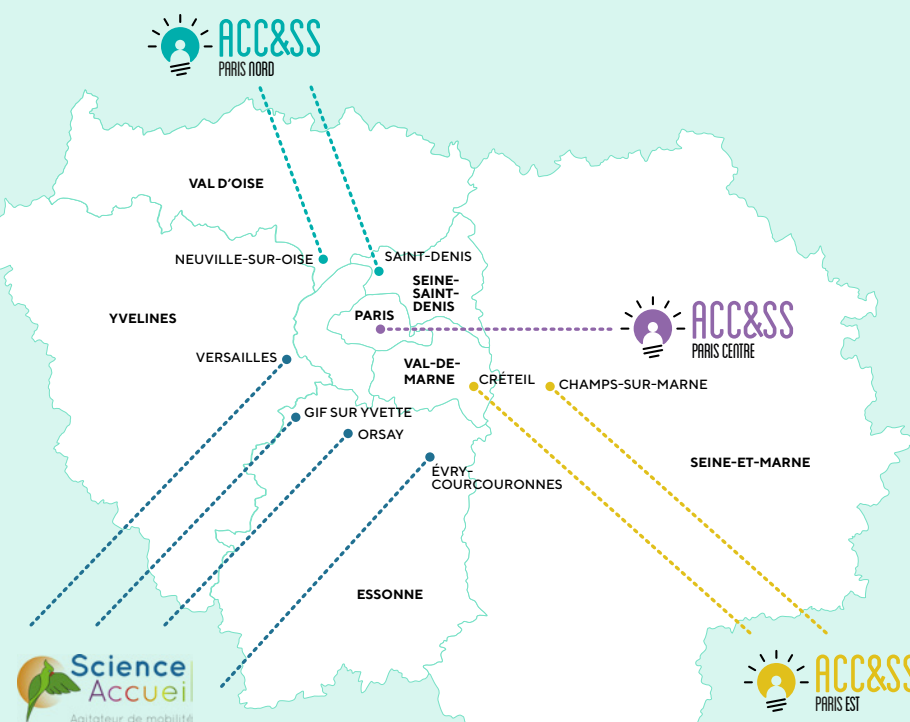 ACC&SS
PARIS NORD
VAL D'OISE
NEUVILLE-SUR-OISE
SAINT-DENIS
SEINE-
SAINT-
DENIS
YVELINES
PARIS
ACC&SS
PARIS CENTRE
VERSAILLES
VAL-DE-
MARNE
CRÉTEIL
CHAMPS-SUR-MARNE
GIF SUR YVETTE
ORSAY
SEINE-ET-MARNE
ÉVRY-
COURCOURONNES
ESSONNE
Science
Accueil
Agitateur de mobilité
ACC&SS
PARIS EST